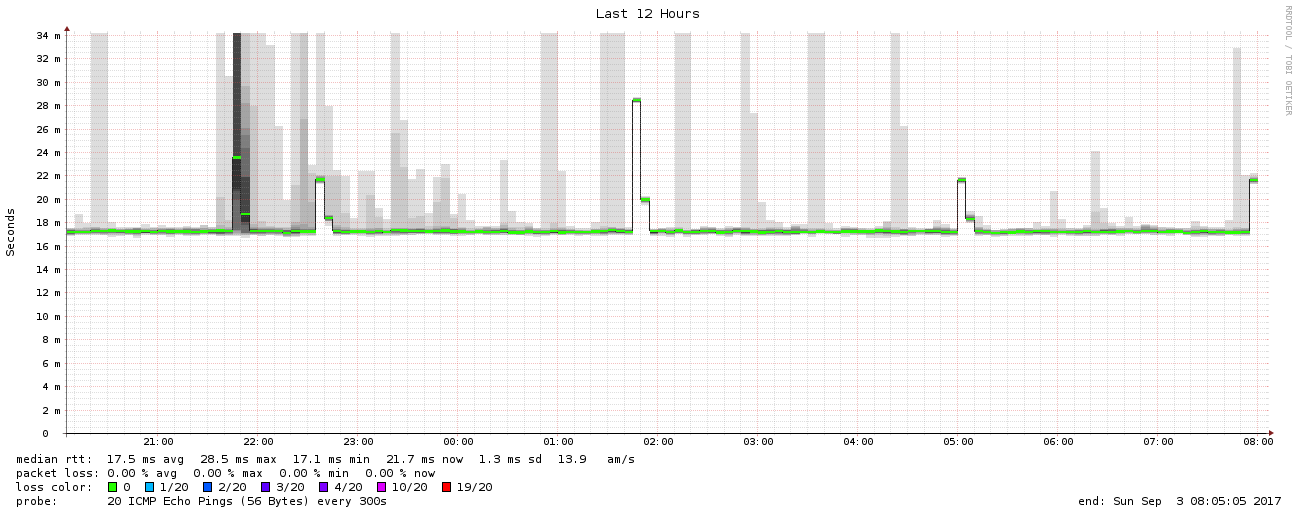 Last 12 Hours
RRDTOOL / TOBI OETIKER
Seconds
34 m
32 m
30 m
28 m
26 m
24 m
22 m
20 m
18 m
16 m
14 m
12 m
10 m
8 m
6 m
4 m
2 m
0
21:00 22:00 23:00 00:00 01:00 02:00 03:00 04:00 05:00 06:00 07:00 08:00
median rtt: 17.5 ms avg 28.5 ms max 17.1 ms min 21.7 ms now 1.3 ms sd 13.9 am/s
packet loss: 0.00 % avg 0.00 % max 0.00 % min 0.00 % now
loss color: 0 1/20 2/20 3/20 4/20 10/20 19/20
probe: 20 ICMP Echo Pings (56 Bytes) every 300s end: Sun Sep 3 08:05:05 2017